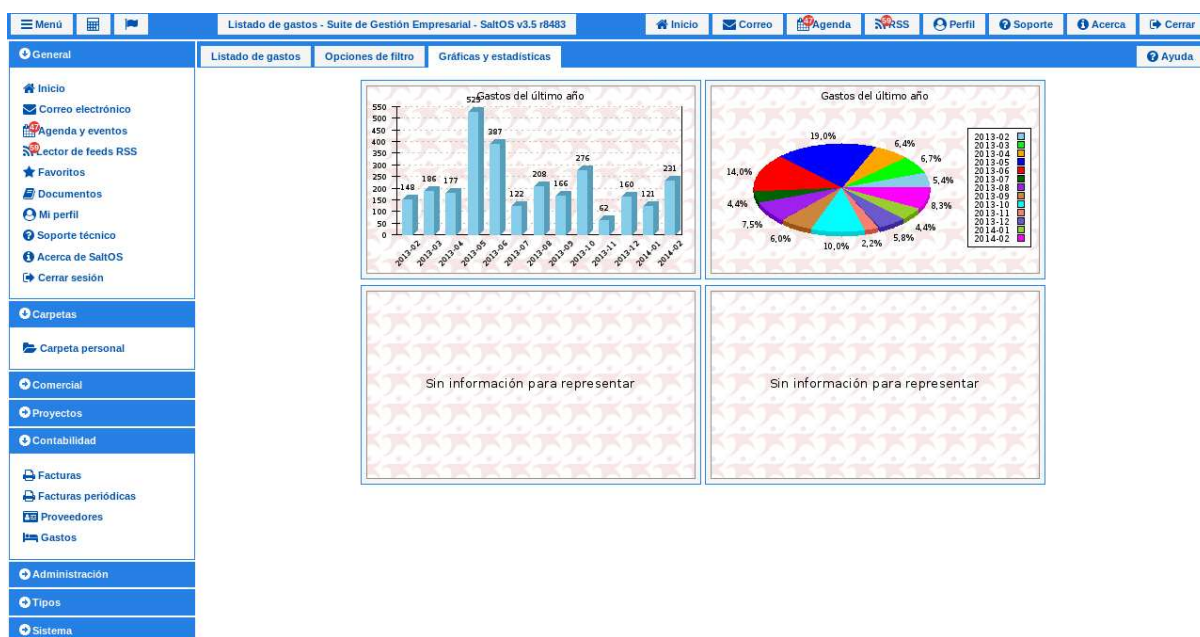 Menú
Listado de gastos - Suite de Gestión Empresarial - SaltOS v3.5 r8483
Inicio
Correo
47
Agenda
59
RSS
Perfil
Soporte
Acerca
Cerrar
General
Inicio
Correo electrónico
47
Agenda y eventos
59
Lector de feeds RSS
Favoritos
Documentos
Mi perfil
Soporte técnico
Acerca de SaltOS
Cerrar sesión
Carpetas
Carpeta personal
Comercial
Proyectos
Contabilidad
Facturas
Facturas periódicas
Proveedores
Gastos
Administración
Tipos
Sistema
Listado de gastos
Opciones de filtro
Gráficas y estadísticas
Ayuda
Gastos del último año
550
500
450
400
350
300
250
200
150
100
50
0
148
186
177
387
122
208
166
276
62
160
121
231
2013-02
2013-03
2013-04
2013-05
2013-06
2013-07
2013-08
2013-09
2013-10
2013-11
2013-12
2014-01
2014-02
Gastos del último año
19,0%
6,4%
6,7%
5,4%
8,3%
4,4%
5,8%
2,2%
10,0%
6,0%
7,5%
4,4%
14,0%
2013-02
2013-03
2013-04
2013-05
2013-06
2013-07
2013-08
2013-09
2013-10
2013-11
2013-12
2014-01
2014-02
Sin información para representar
Sin información para representar